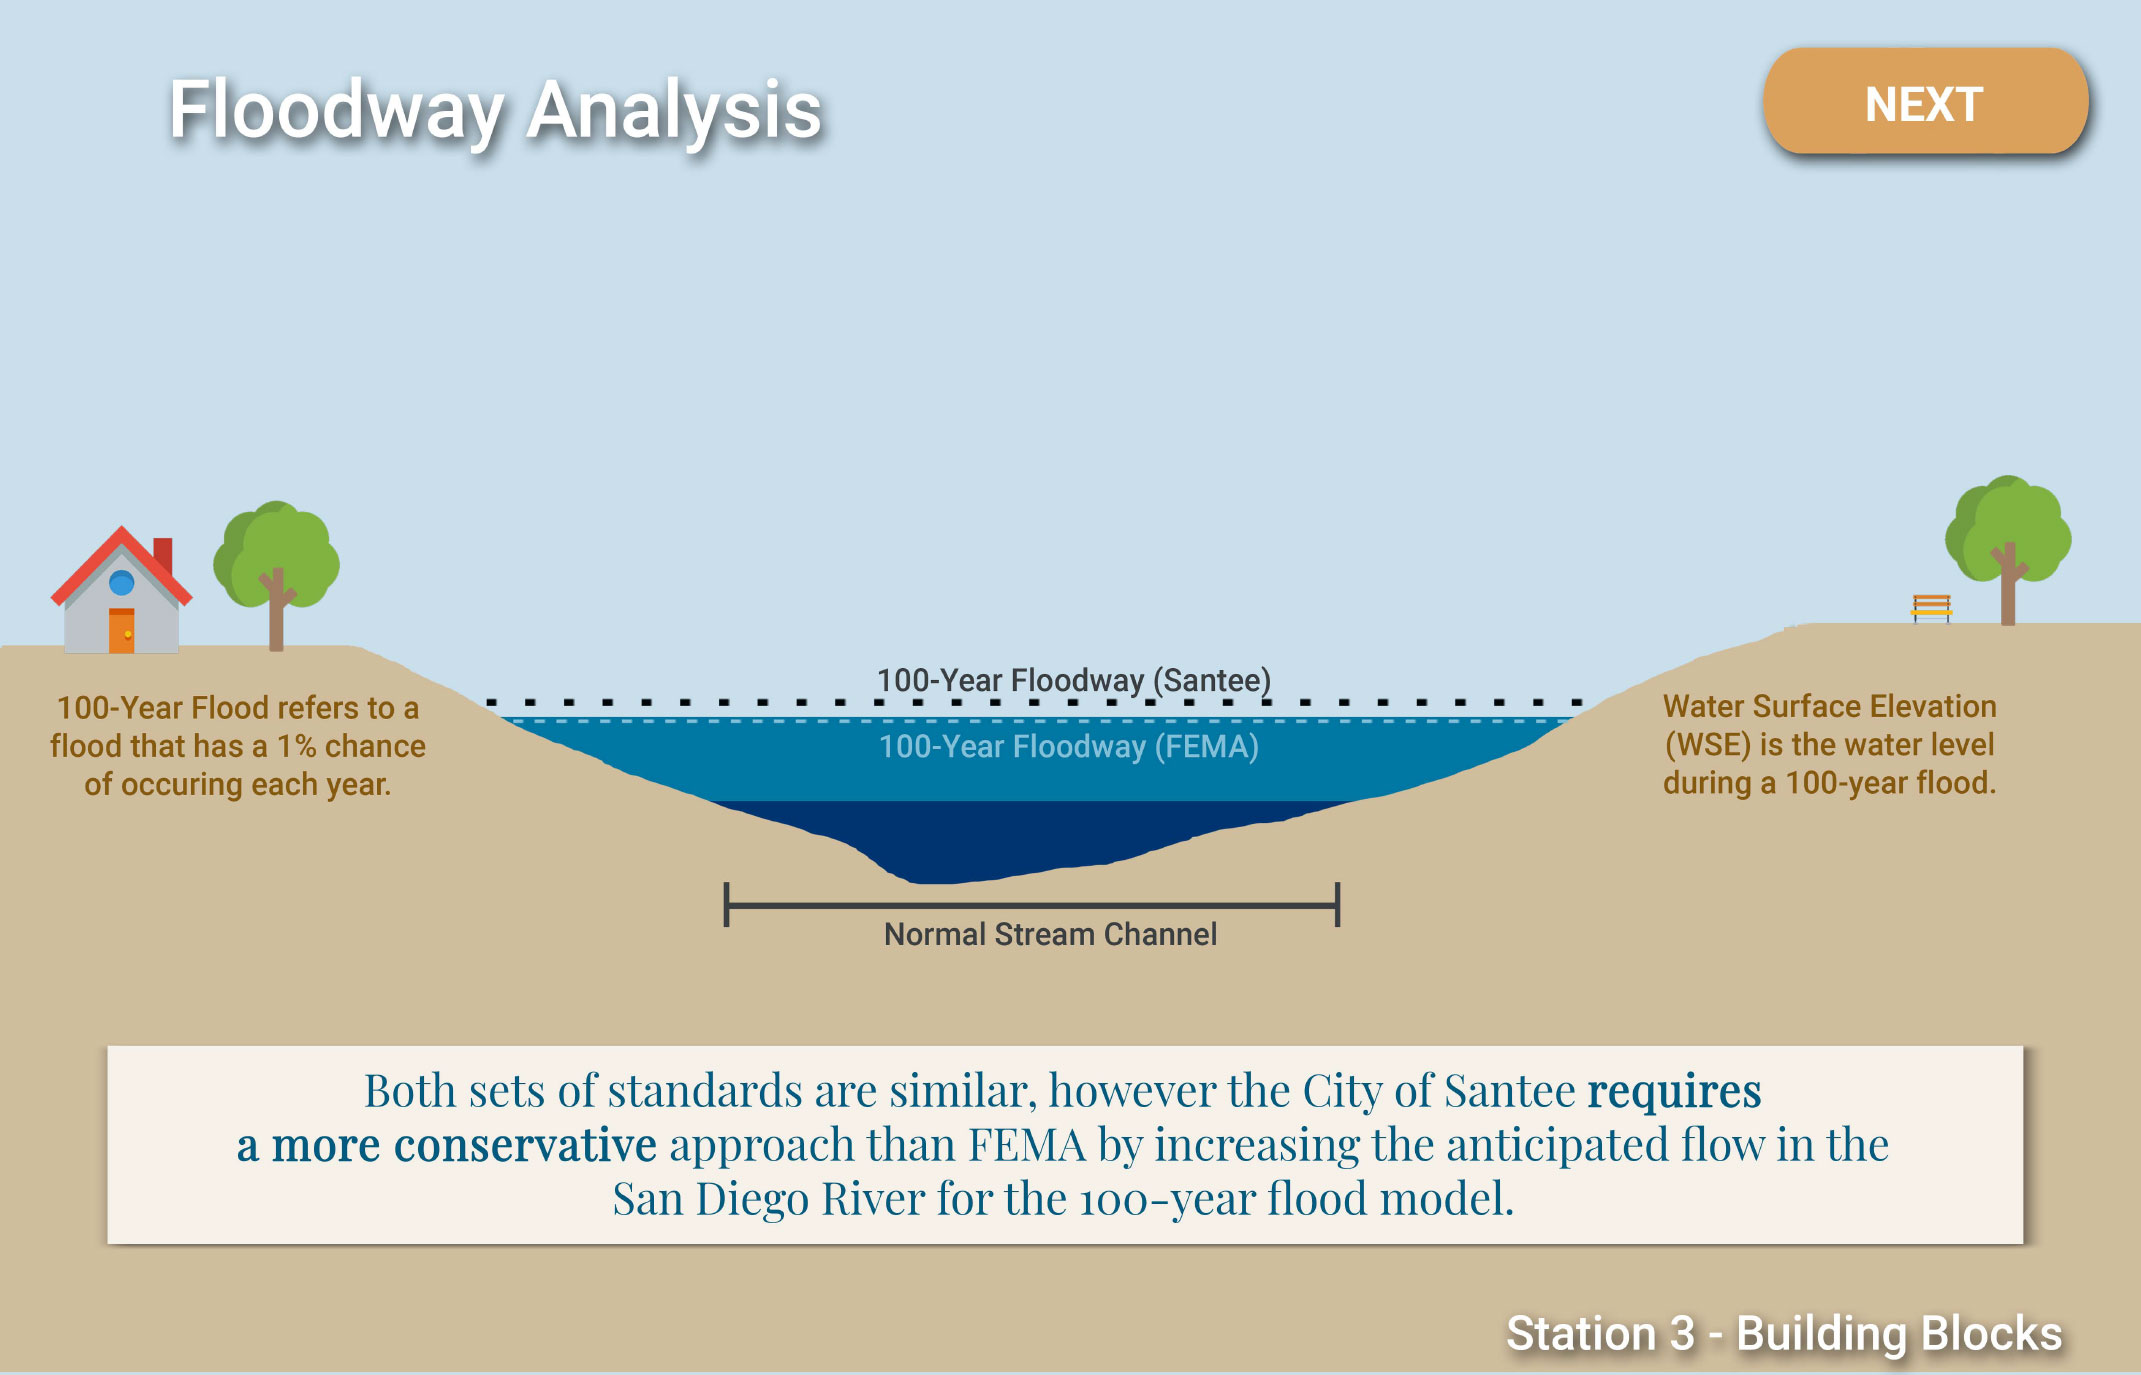 Floodway Analysis
NEXT
100-Year Floodway (Santee)
100-Year Floodway (FEMA)
100-Year Flood refers to a
flood that has a 1% chance
of occuring each year.
Water Surface Elevation
(WSE) is the water level
during a 100-year flood.
Normal Stream Channel
Both sets of standards are similar, however the City of Santee requires
a more conservative approach than FEMA by increasing the anticipated flow in the
San Diego River for the 100-year flood model.
Station 3 - Building Blocks